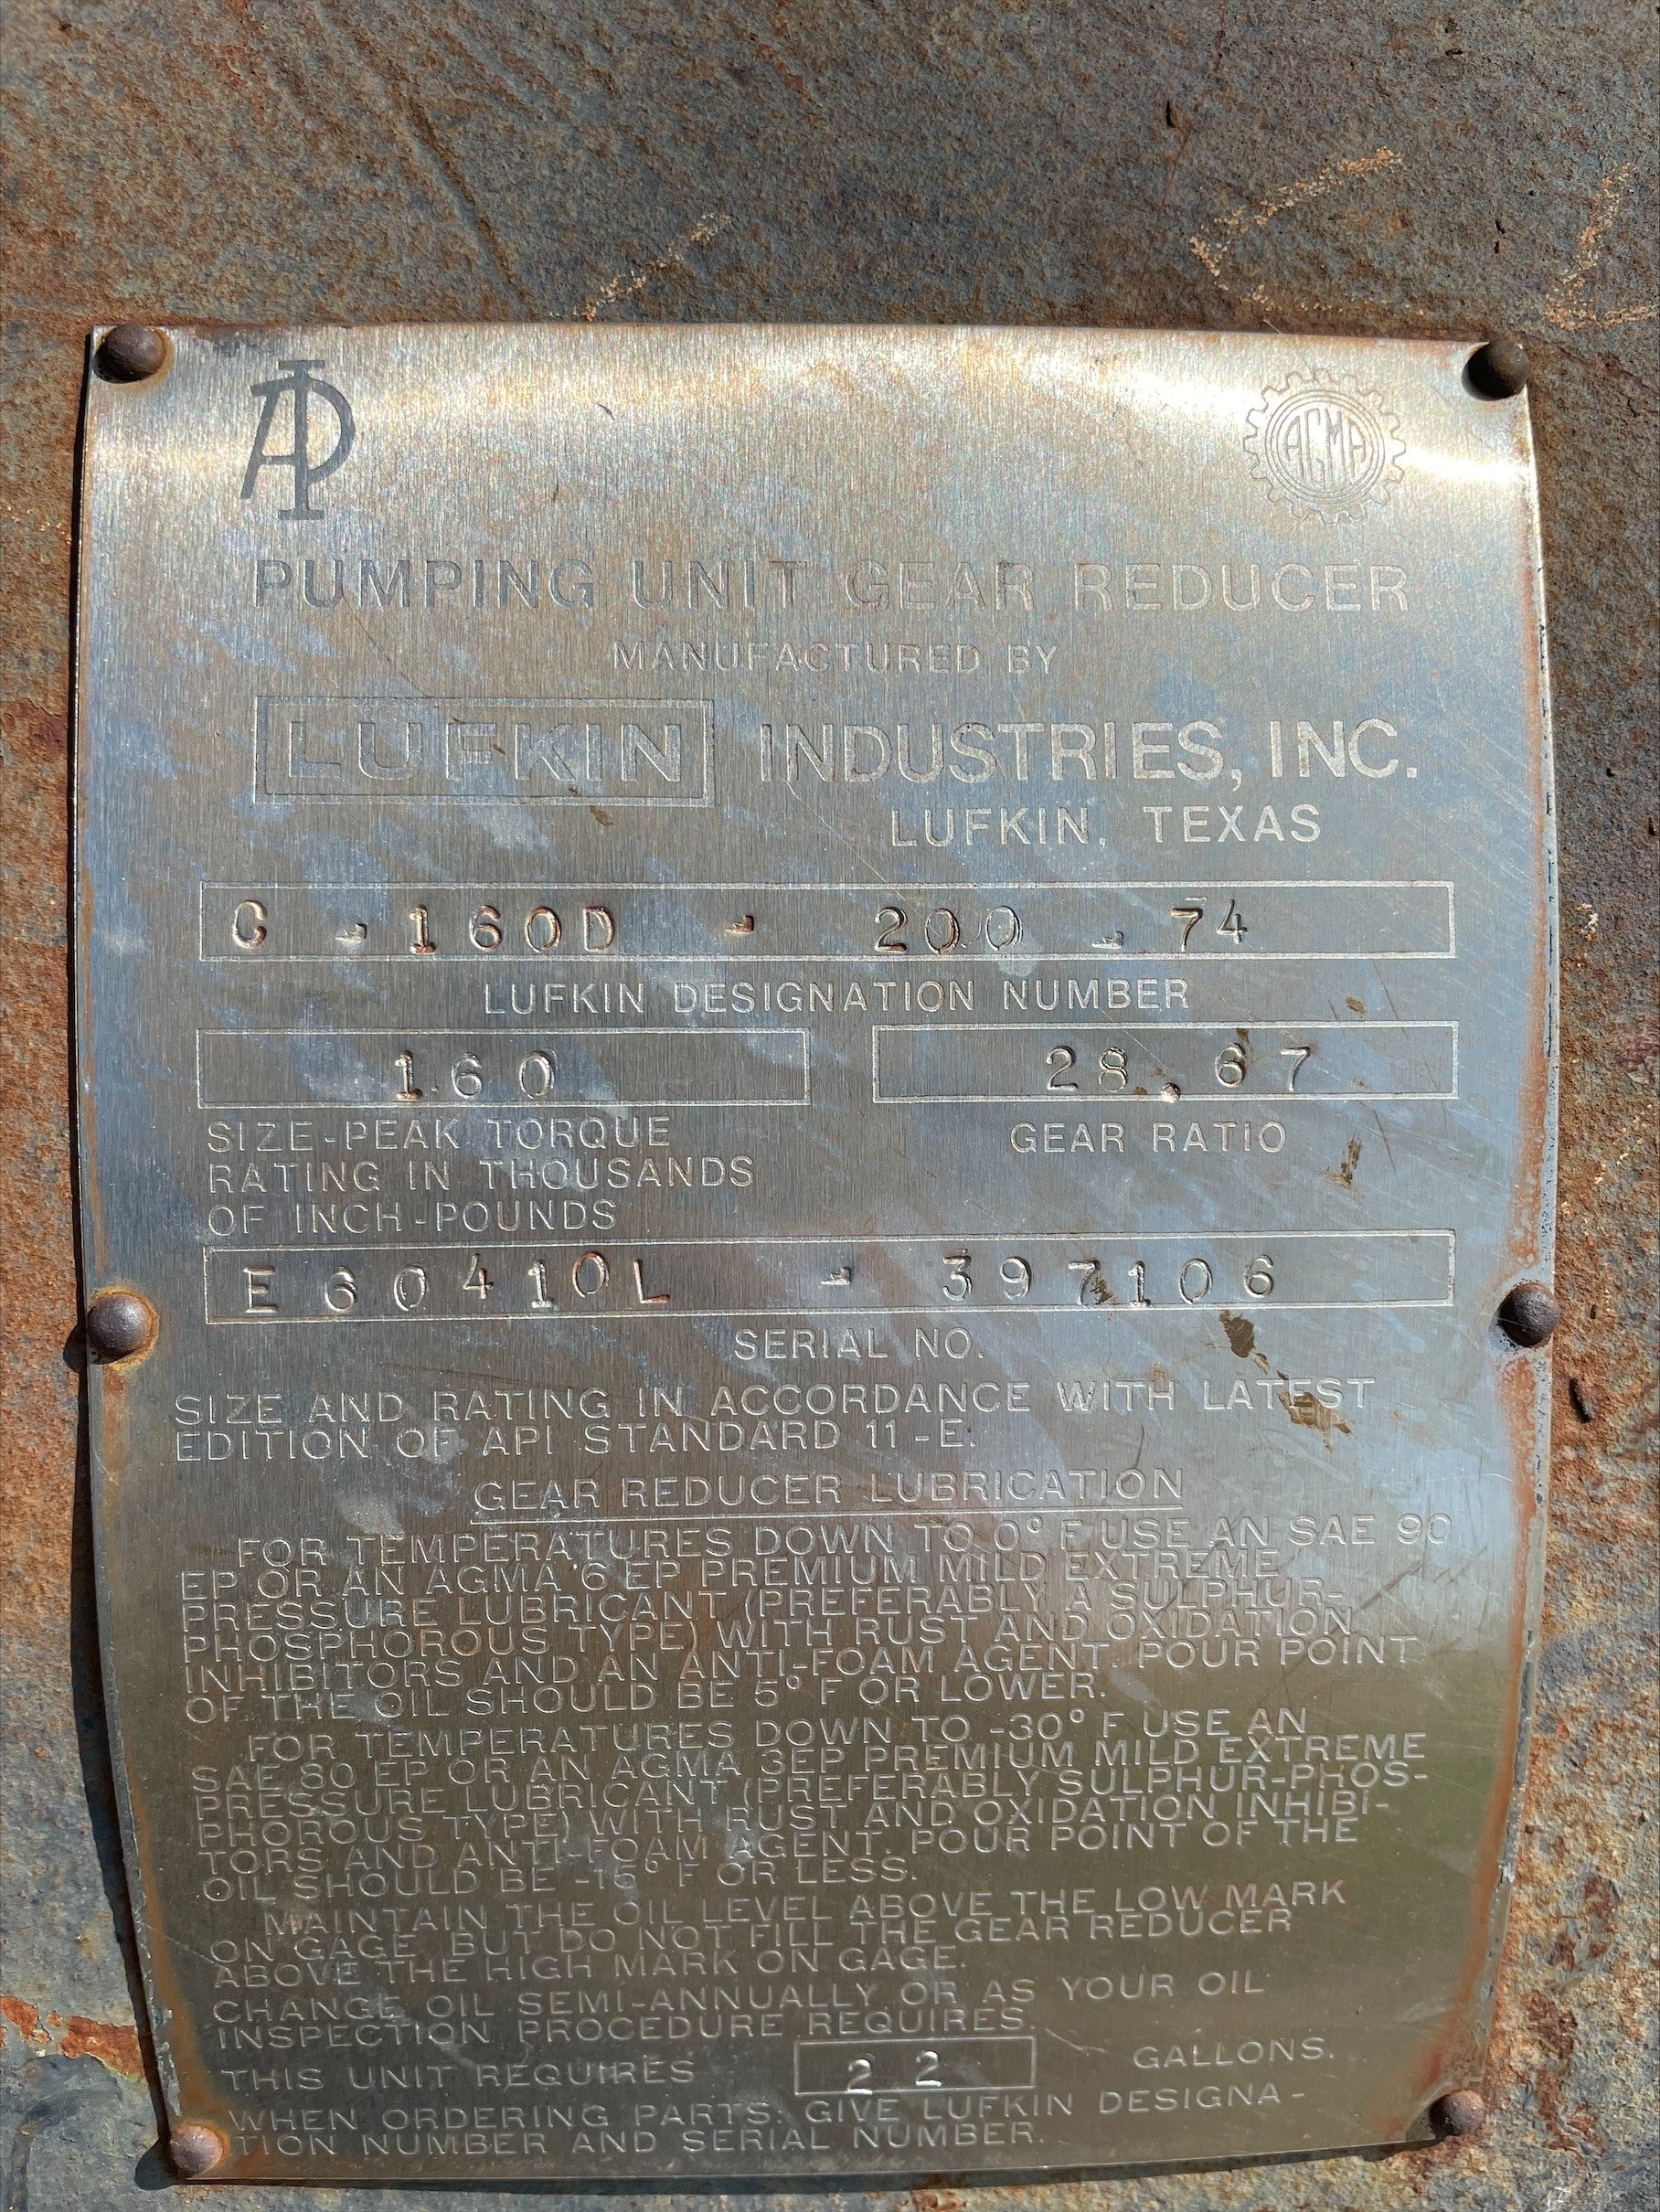 API
AGMA
PUMPING UNIT GEAR REDUCER
MANUFACTURED BY
LUFKIN INDUSTRIES, INC.
LUFKIN, TEXAS
C - 160D - 200 - 74
LUFKIN DESIGNATION NUMBER
160 28.67
SIZE-PEAK TORQUE GEAR RATIO
RATING IN THOUSANDS
OF INCH-POUNDS
E60410L - 397106
SERIAL NO.
SIZE AND RATING IN ACCORDANCE WITH LATEST
EDITION OF API STANDARD 11-E.
GEAR REDUCER LUBRICATION
FOR TEMPERATURES DOWN TO 0° F USE AN SAE 90
EP OR AN AGMA 6 EP PREMIUM MILD EXTREME
PRESSURE LUBRICANT (PREFERABLY A SULPHUR-
PHOSPHOROUS TYPE) WITH RUST AND OXIDATION
INHIBITORS AND AN ANTI-FOAM AGENT. POUR POINT
OF THE OIL SHOULD BE 5° F OR LOWER.
FOR TEMPERATURES DOWN TO -30° F USE AN
SAE 80 EP OR AN AGMA 3EP PREMIUM MILD EXTREME
PRESSURE LUBRICANT (PREFERABLY SULPHUR-PHOS-
PHOROUS TYPE) WITH RUST AND OXIDATION INHIBI-
TORS AND ANTI-FOAM AGENT. POUR POINT OF THE
OIL SHOULD BE -15° F OR LESS.
MAINTAIN THE OIL LEVEL ABOVE THE LOW MARK
ON GAGE BUT DO NOT FILL THE GEAR REDUCER
ABOVE THE HIGH MARK ON GAGE.
CHANGE OIL SEMI-ANNUALLY OR AS YOUR OIL
INSPECTION PROCEDURE REQUIRES.
THIS UNIT REQUIRES 22 GALLONS.
WHEN ORDERING PARTS: GIVE LUFKIN DESIGNA-
TION NUMBER AND SERIAL NUMBER.